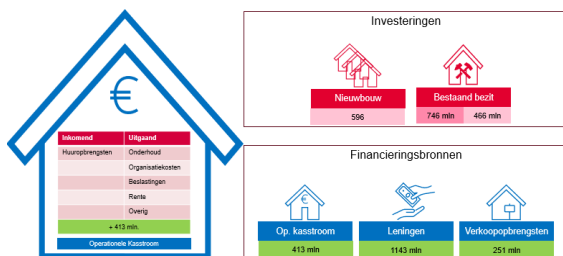 €
Inkomend Uitgaand
Huuropbrengsten Onderhoud
Organisatiekosten
Beslastingen
Rente
Overig
+ 413 mln
Operationele Kasstroom
Investeringen
Nieuwbouw
596
Bestaand bezit
746 mln 466 mln
Financieringsbronnen
€
Op. kasstroom
413 mln
Leningen
1143 mln
Verkoopopbrengsten
251 mln